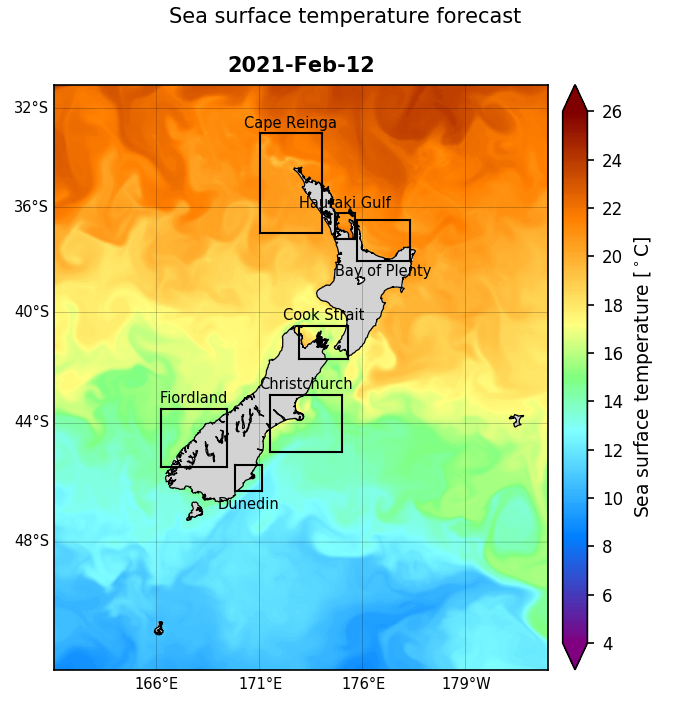 Sea surface temperature forecast
2021-Feb-12
32°S
36°S
40°S
44°S
48°S
166°E
171°E
176°E
179°W
Cape Reinga
Hauraki Gulf
Bay of Plenty
Cook Strait
Christchurch
Fiordland
Dunedin
26
24
22
20
18
16
14
12
10
8
6
4
Sea surface temperature [°C]